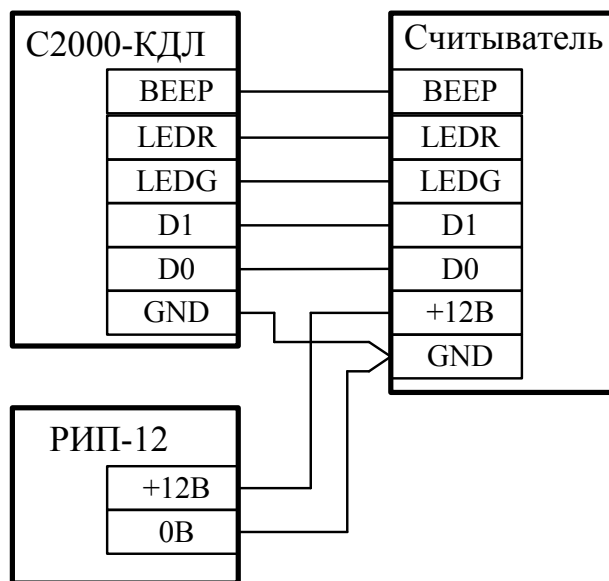 С2000-КДЛ
BEEP
LEDR
LEDG
D1
D0
GND
Считыватель
BEEP
LEDR
LEDG
D1
D0
+12В
GND
РИП-12
+12В
0В